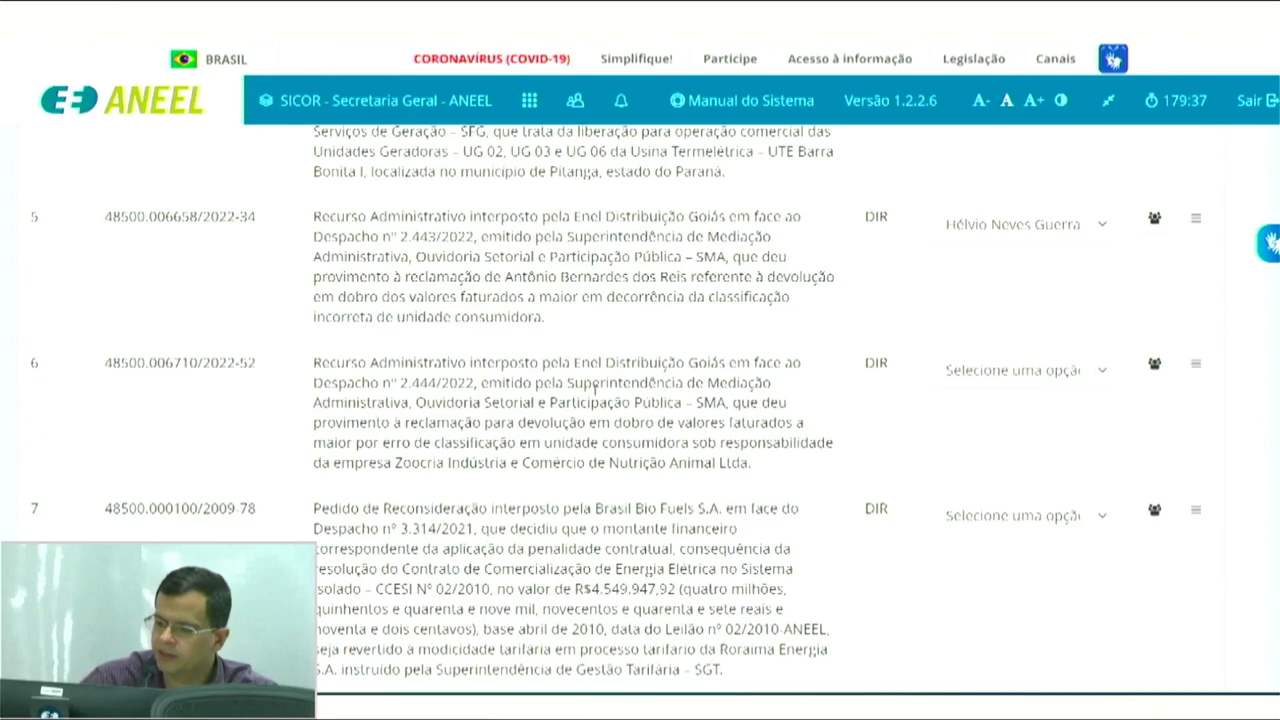 BRASIL
CORONAVÍRUS (COVID-19)
Simplifique!
Participe
Acesso à informação
Legislação
Canais
ANEEL
SICOR - Secretaria Geral - ANEEL
Manual do Sistema
Versão 1.2.2.6
A-
A
A+
179:37
Sair
Serviços de Geração – SFG, que trata da liberação para operação comercial das
Unidades Geradoras – UG 02, UG 03 e UG 06 da Usina Termelétrica – UTE Barra
Bonita I, localizada no município de Pitanga, estado do Paraná.
5
48500.006658/2022-34
Recurso Administrativo interposto pela Enel Distribuição Goiás em face ao
Despacho nº 2.443/2022, emitido pela Superintendência de Mediação
Administrativa, Ouvidoria Setorial e Participação Pública – SMA, que deu
provimento à reclamação de Antônio Bernardes dos Reis referente à devolução
em dobro dos valores faturados a maior em decorrência da classificação
incorreta de unidade consumidora.
DIR
Hélvio Neves Guerra
6
48500.006710/2022-52
Recurso Administrativo interposto pela Enel Distribuição Goiás em face ao
Despacho nº 2.444/2022, emitido pela Superintendência de Mediação
Administrativa, Ouvidoria Setorial e Participação Pública – SMA, que deu
provimento à reclamação para devolução em dobro de valores faturados a
maior por erro de classificação em unidade consumidora sob responsabilidade
da empresa Zoocria Indústria e Comércio de Nutrição Animal Ltda.
DIR
Selecione uma opçã
7
48500.000100/2009-78
Pedido de Reconsideração interposto pela Brasil Bio Fuels S.A. em face do
Despacho nº 3.314/2021, que decidiu que o montante financeiro
correspondente da aplicação da penalidade contratual, consequência da
resolução do Contrato de Comercialização de Energia Elétrica no Sistema
solado – CCESI Nº 02/2010, no valor de R$4.549.947,92 (quatro milhões,
quinhentos e quarenta e nove mil, novecentos e quarenta e sete reais e
noventa e dois centavos), base abril de 2010, data do Leilão nº 02/2010-ANEEL,
seja revertido à modicidade tarifária em processo tarifário da Roraima Energia
S.A. instruído pela Superintendência de Gestão Tarifária – SGT.
DIR
Selecione uma opçã